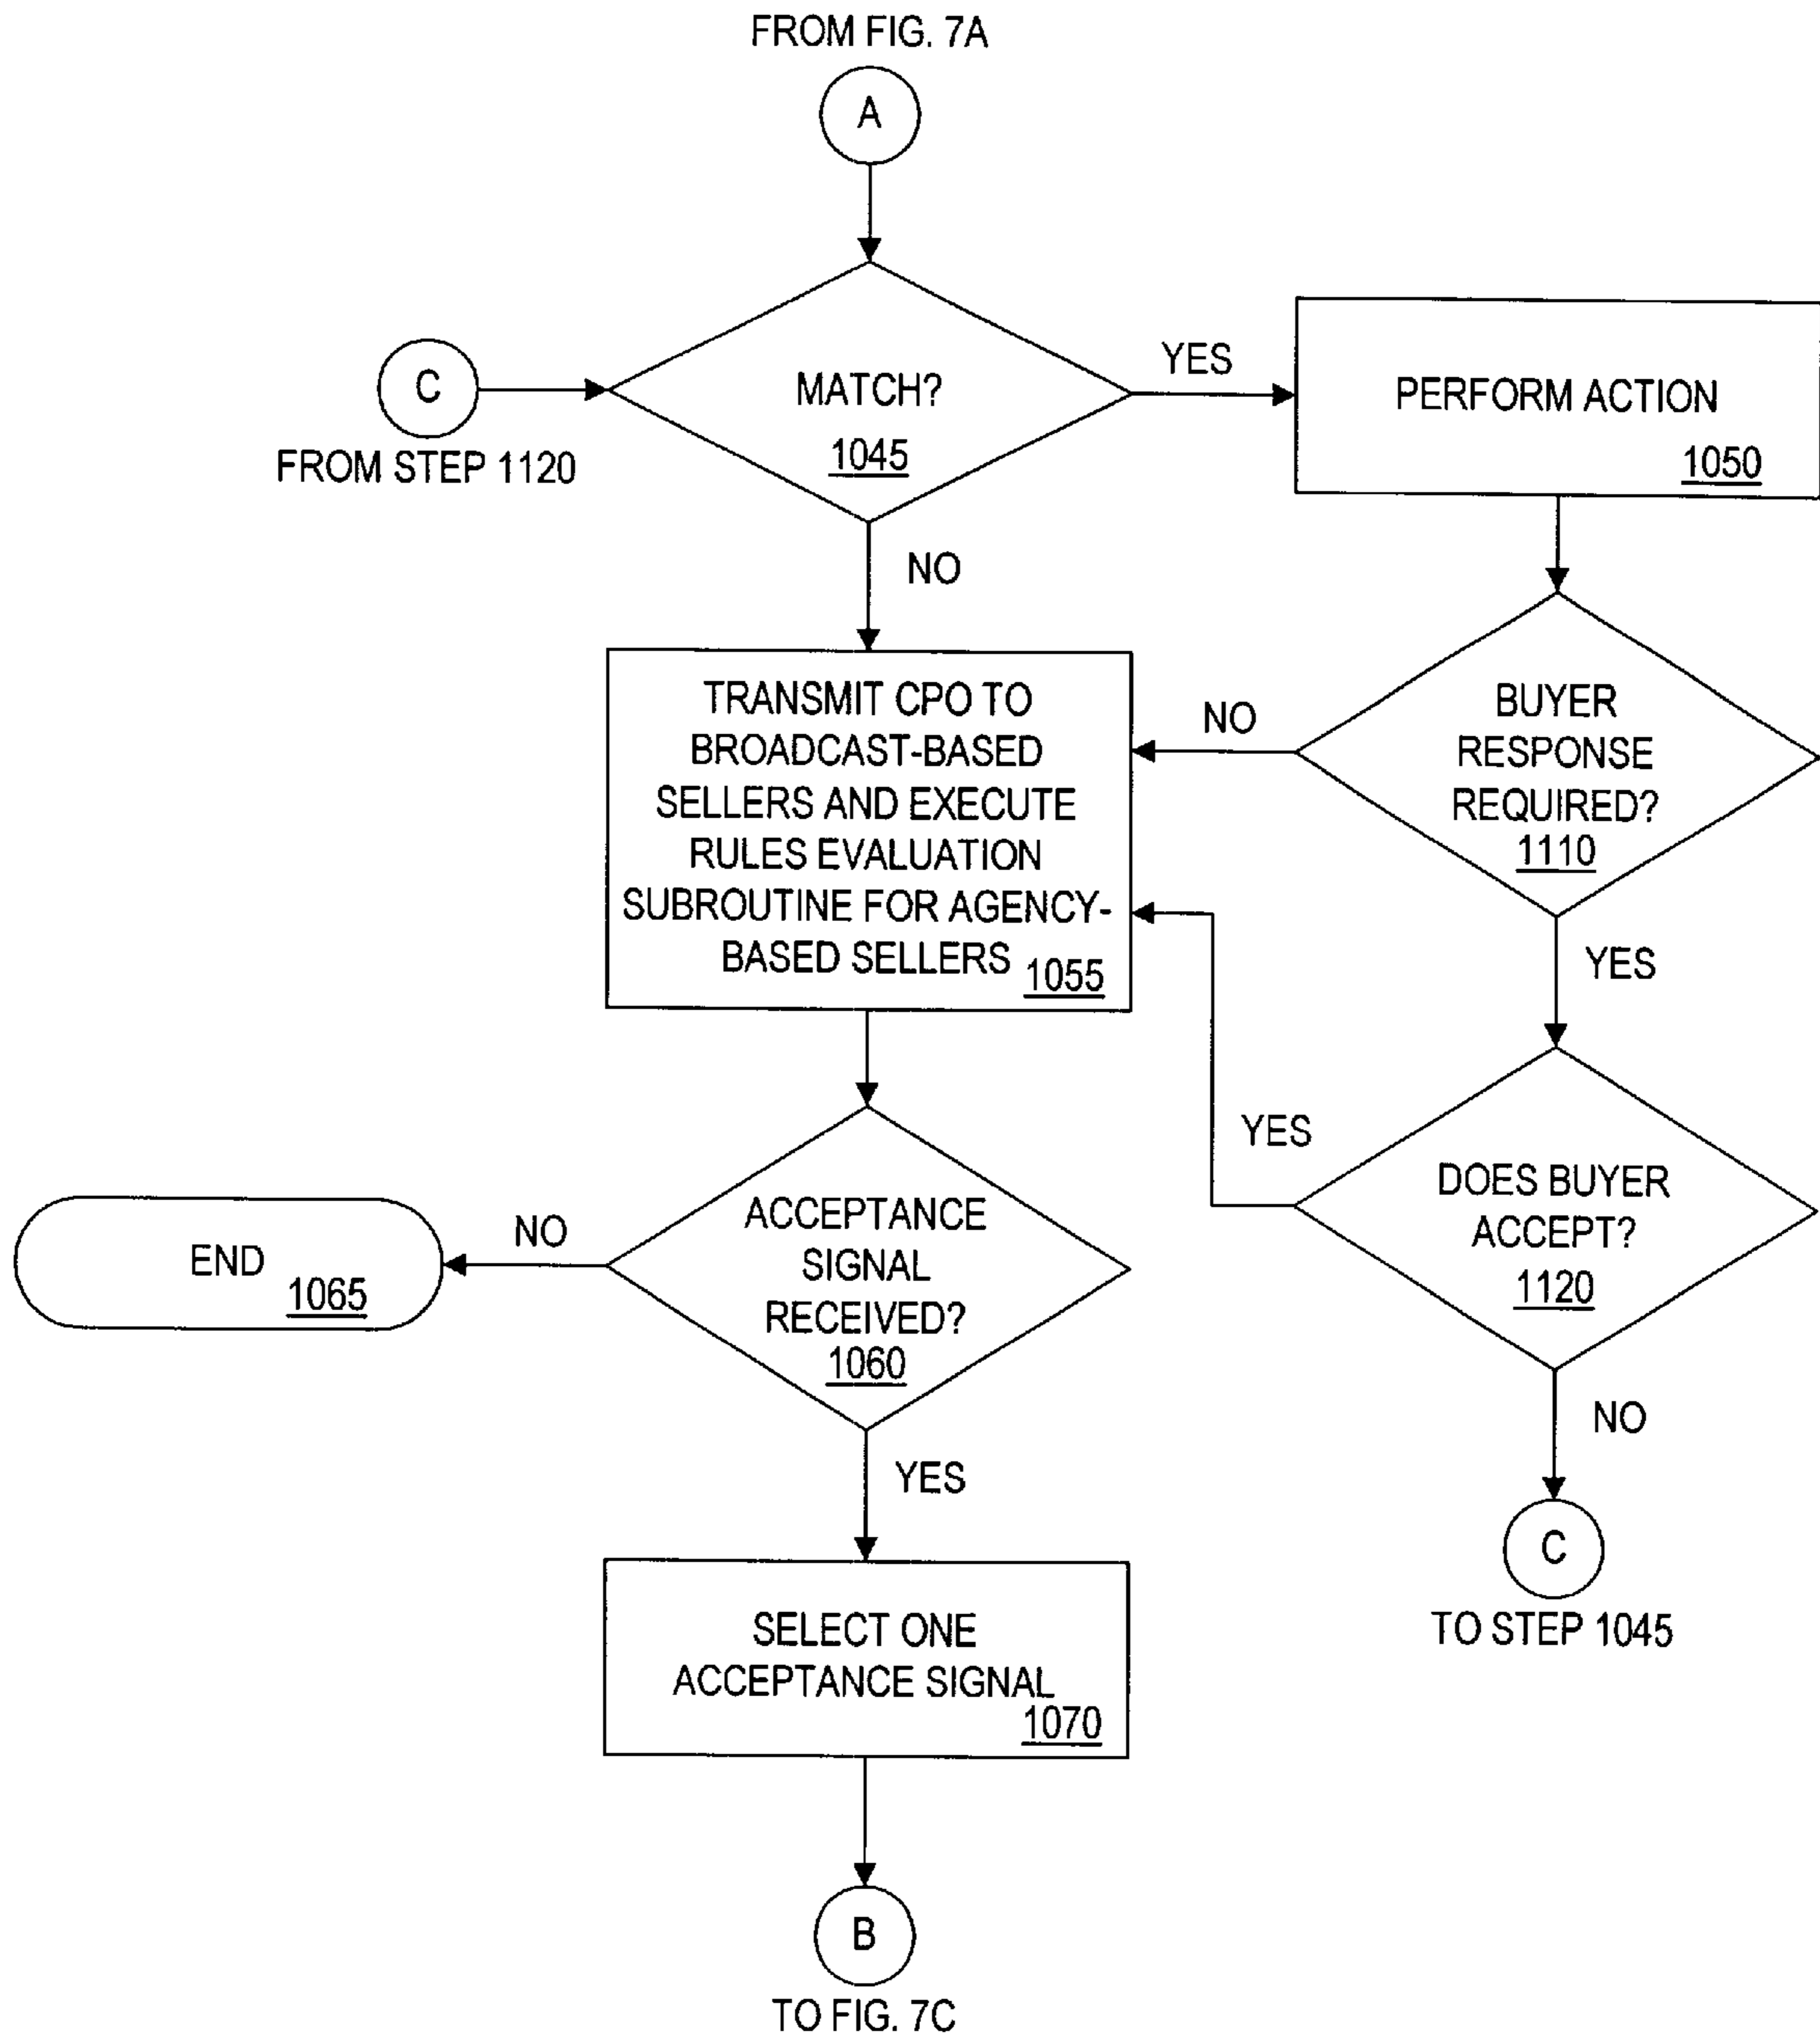 FROM FIG. 7A
A
C
FROM STEP 1120
MATCH?
1045
YES
PERFORM ACTION
1050
NO
TRANSMIT CPO TO
BROADCAST-BASED
SELLERS AND EXECUTE
RULES EVALUATION
SUBROUTINE FOR AGENCY-
BASED SELLERS
1055
NO
BUYER
RESPONSE
REQUIRED?
1110
YES
YES
DOES BUYER
ACCEPT?
1120
NO
C
TO STEP 1045
ACCEPTANCE
SIGNAL
RECEIVED?
1060
NO
END
1065
YES
SELECT ONE
ACCEPTANCE SIGNAL
1070
B
TO FIG. 7C